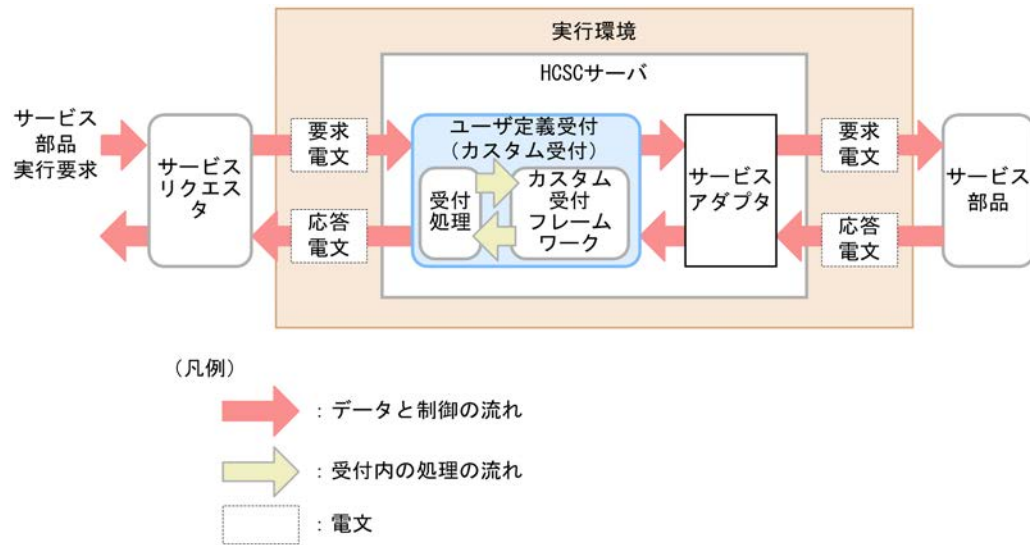 実行環境
HCSCサーバ
サービス
部品
実行要求
サービス
リクエス
タ
要求
電文
応答
電文
ユーザ定義受付
（カスタム受付）
受付
処理
カスタム
受付
フレーム
ワーク
サービス
アダプタ
要求
電文
応答
電文
サービス
部品
（凡例）
：データと制御の流れ
：受付内の処理の流れ
：電文